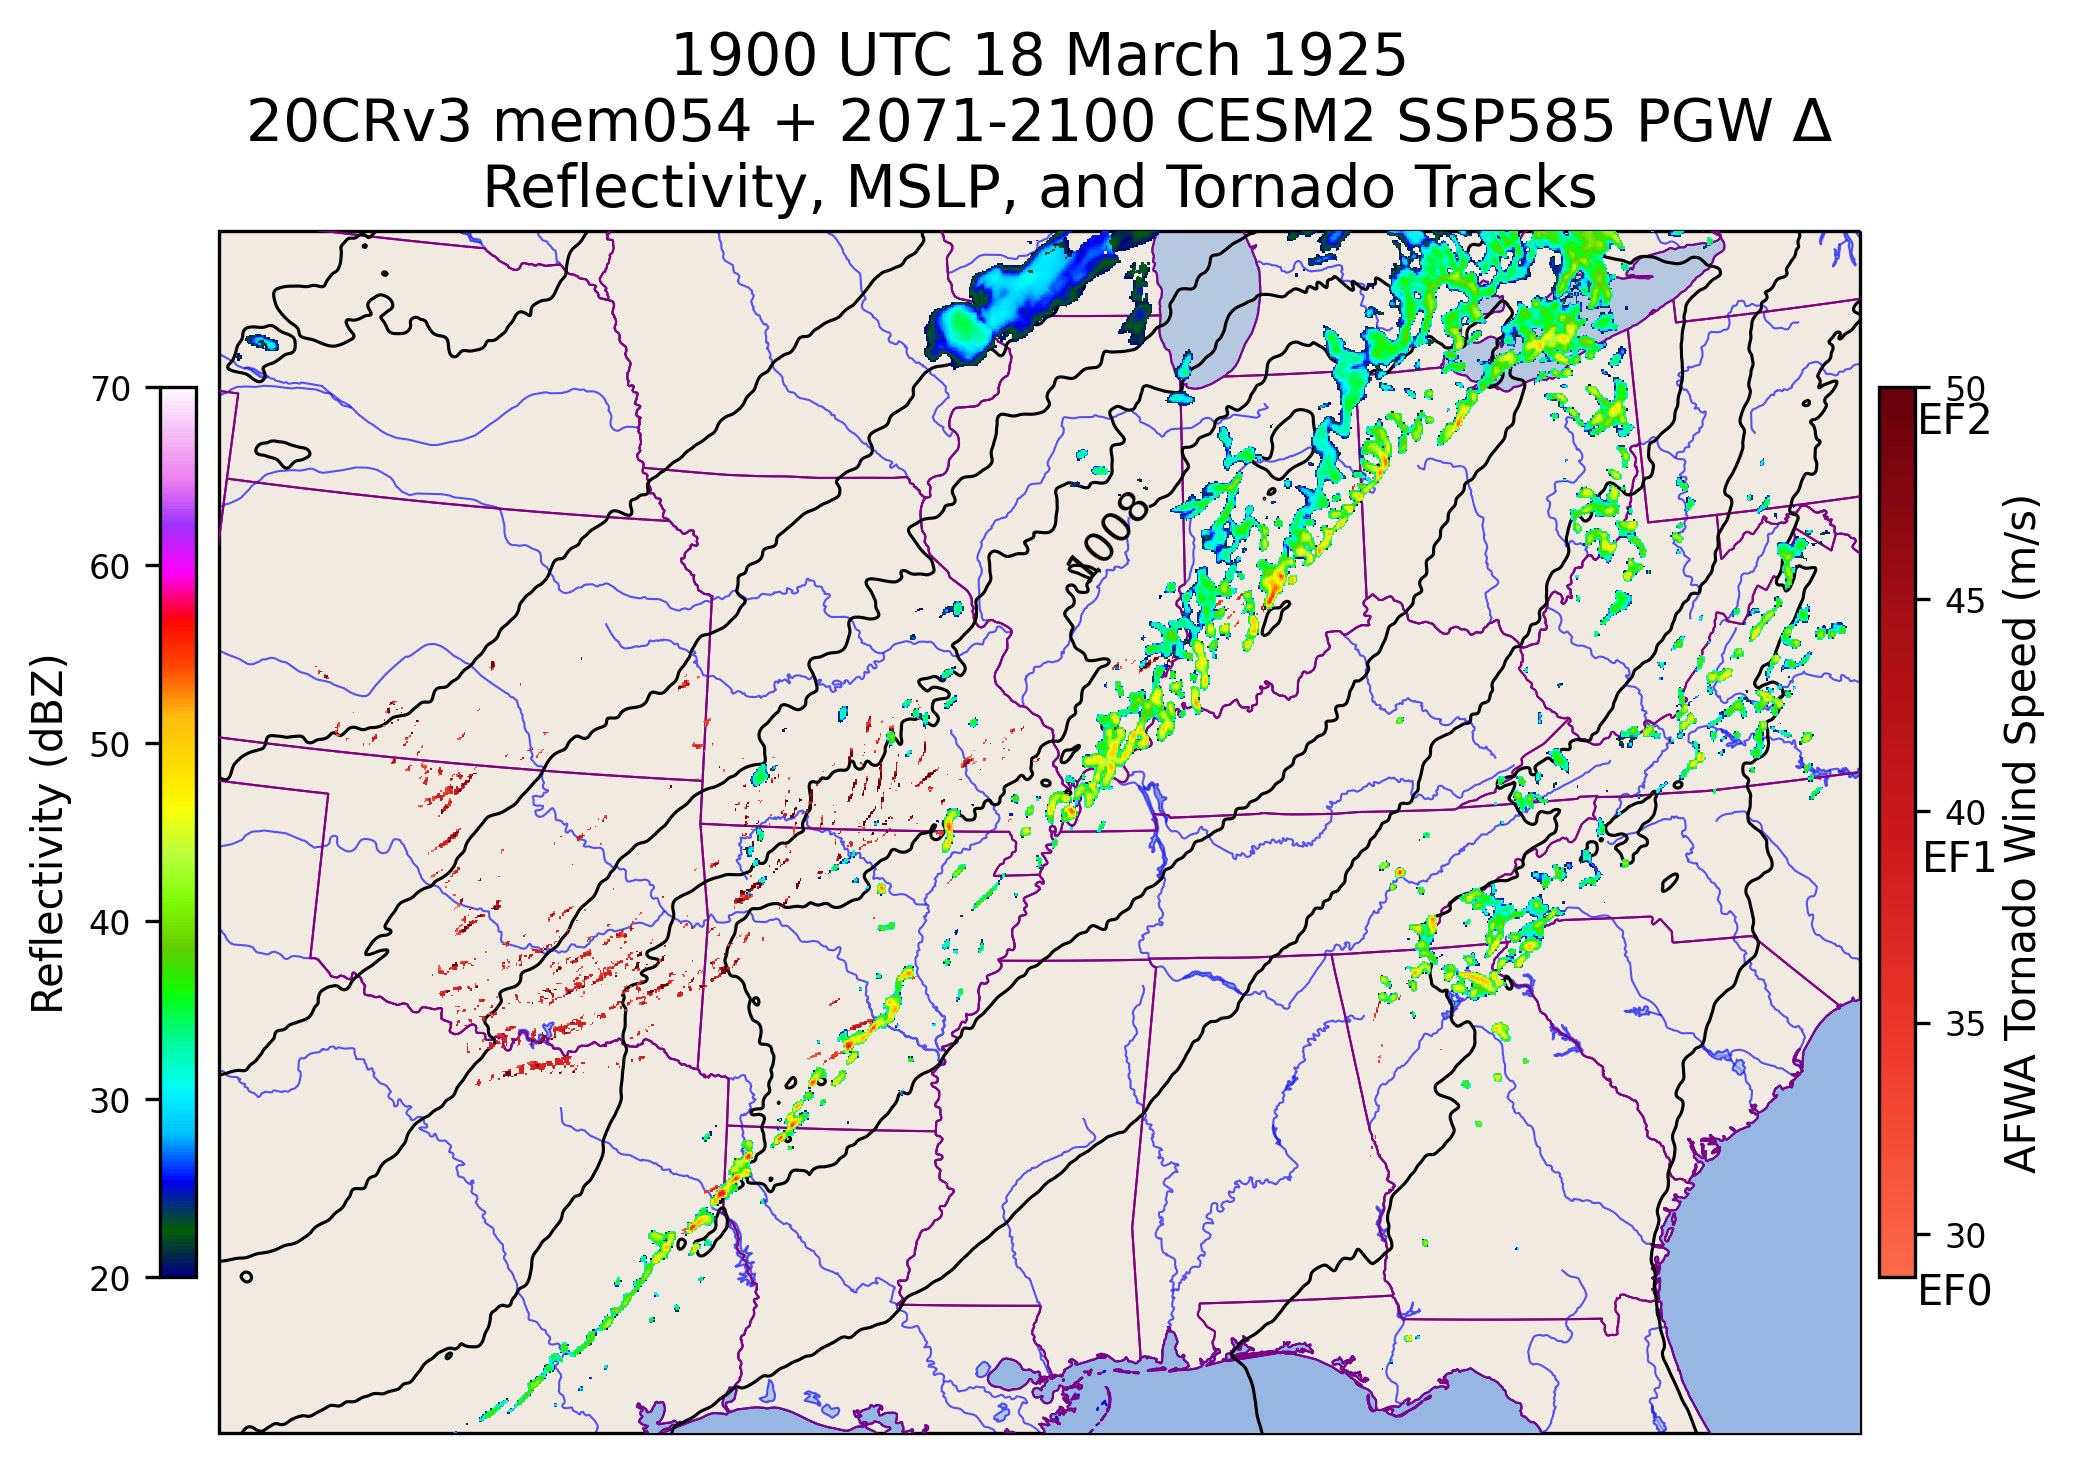 1900 UTC 18 March 1925
20CRv3 mem054 + 2071-2100 CESM2 SSP585 PGW Δ
Reflectivity, MSLP, and Tornado Tracks
70
60
50
40
30
20
Reflectivity (dBZ)
1008
50
EF2
45
40
EF1
35
30
EF0
AFWA Tornado Wind Speed (m/s)